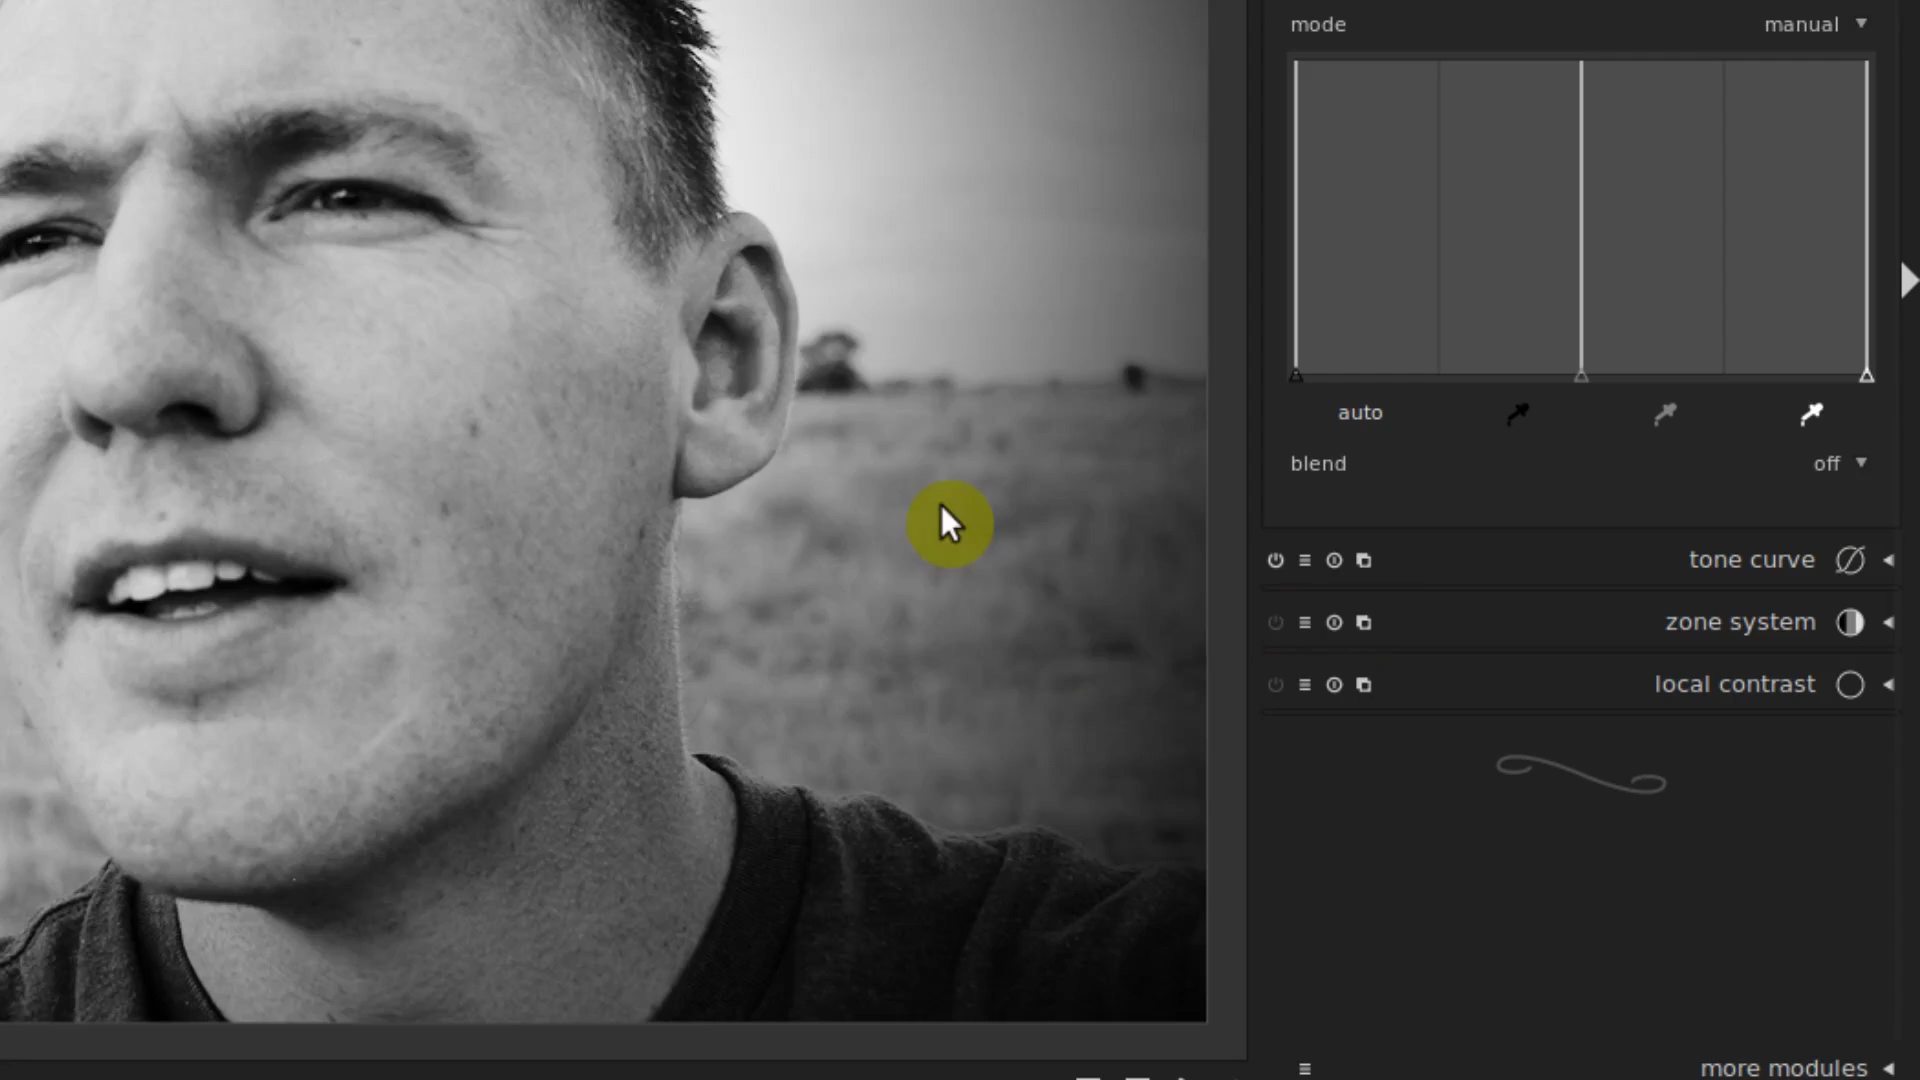 mode manual
auto
blend off
tone curve
zone system
local contrast
more modules